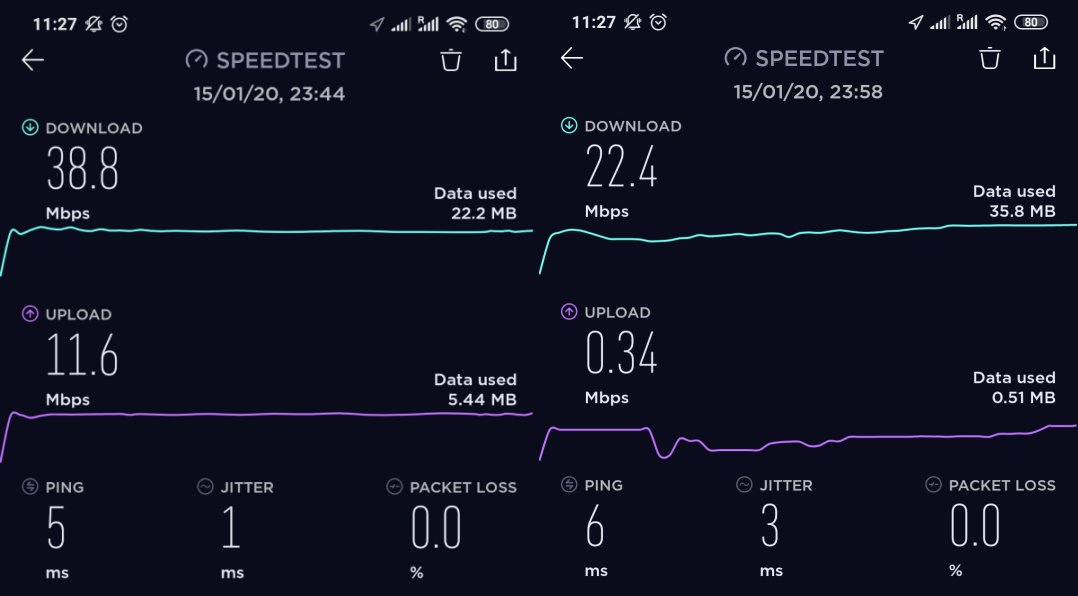 11:27 R 80
SPEEDTEST
15/01/20, 23:44
DOWNLOAD
38.8
Mbps
Data used
22.2 MB
UPLOAD
11.6
Mbps
Data used
5.44 MB
PING JITTER PACKET LOSS
5 1 0.0
ms ms %
11:27 R 80
SPEEDTEST
15/01/20, 23:58
DOWNLOAD
22.4
Mbps
Data used
35.8 MB
UPLOAD
0.34
Mbps
Data used
0.51 MB
PING JITTER PACKET LOSS
6 3 0.0
ms ms %